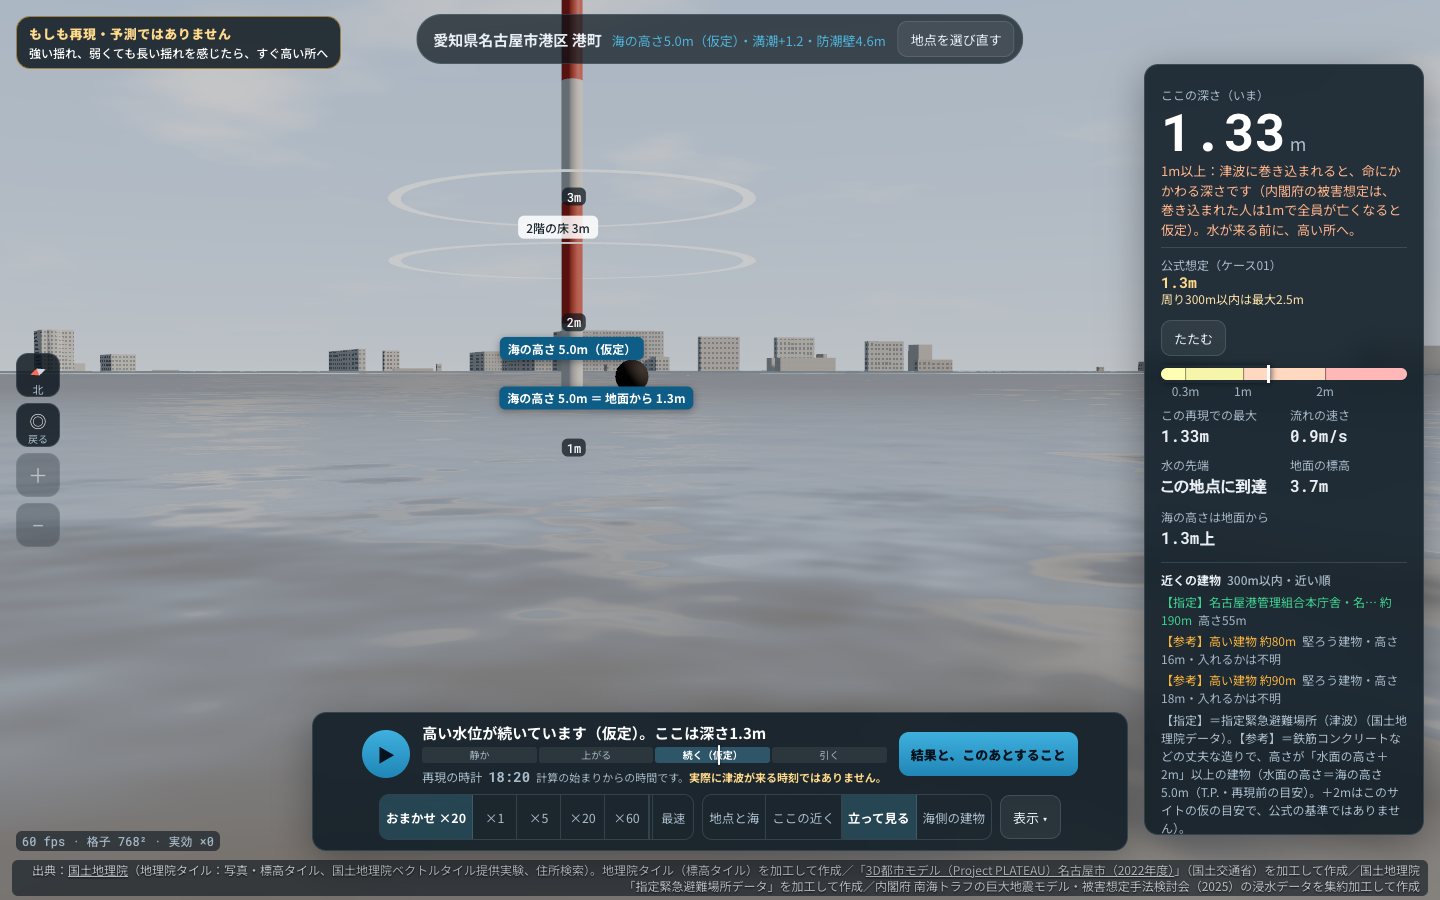 もしも再現・予測ではありません
強い揺れ、弱くても長い揺れを感じたら、すぐ高い所へ
愛知県名古屋市港区 港町 海の高さ5.0m（仮定）・満潮+1.2・防潮壁4.6m 地点を選び直す
3m
2階の床 3m
2m
海の高さ 5.0m（仮定）
海の高さ 5.0m ＝ 地面から 1.3m
1m
北
◎
戻る
＋
−
ここの深さ（いま）
1.33 m
1m以上：津波に巻き込まれると、命にか
かわる深さです（内閣府の被害想定は、
巻き込まれた人は1mで全員が亡くなると
仮定）。水が来る前に、高い所へ。
公式想定（ケース01）
1.3m
周り300m以内は最大2.5m
たたむ
0.3m 1m 2m
この再現での最大 流れの速さ
1.33m 0.9m/s
水の先端 地面の標高
この地点に到達 3.7m
海の高さは地面から
1.3m上
近くの建物 300m以内・近い順
【指定】名古屋港管理組合本庁舎・名… 約
190m 高さ55m
【参考】高い建物 約80m 堅ろう建物・高さ
16m・入れるかは不明
【参考】高い建物 約90m 堅ろう建物・高さ
18m・入れるかは不明
【指定】＝指定緊急避難場所（津波）（国土地
理院データ）。【参考】＝鉄筋コンクリートな
どの丈夫な造りで、高さが「水面の高さ＋
2m」以上の建物（水面の高さ＝海の高さ
5.0m（T.P.・再現前の目安）。＋2mはこのサ
イトの仮の目安で、公式の基準ではありませ
ん）。
高い水位が続いています（仮定）。ここは深さ1.3m
静か 上がる 続く（仮定） 引く
再現の時計 18:20 計算の始まりからの時間です。実際に津波が来る時刻ではありません。
結果と、このあとすること
おまかせ ×20 ×1 ×5 ×20 ×60 最速 地点と海 ここの近く 立って見る 海側の建物 表示 ▾
60 fps · 格子 768² · 実効 ×0
出典：国土地理院（地理院タイル：写真・標高タイル、国土地理院ベクトルタイル提供実験、住所検索）。地理院タイル（標高タイル）を加工して作成／「3D都市モデル（Project PLATEAU）名古屋市（2022年度）」（国土交通省）を加工して作成／国土地理院
「指定緊急避難場所データ」を加工して作成／内閣府 南海トラフの巨大地震モデル・被害想定手法検討会（2025）の浸水データを集約加工して作成